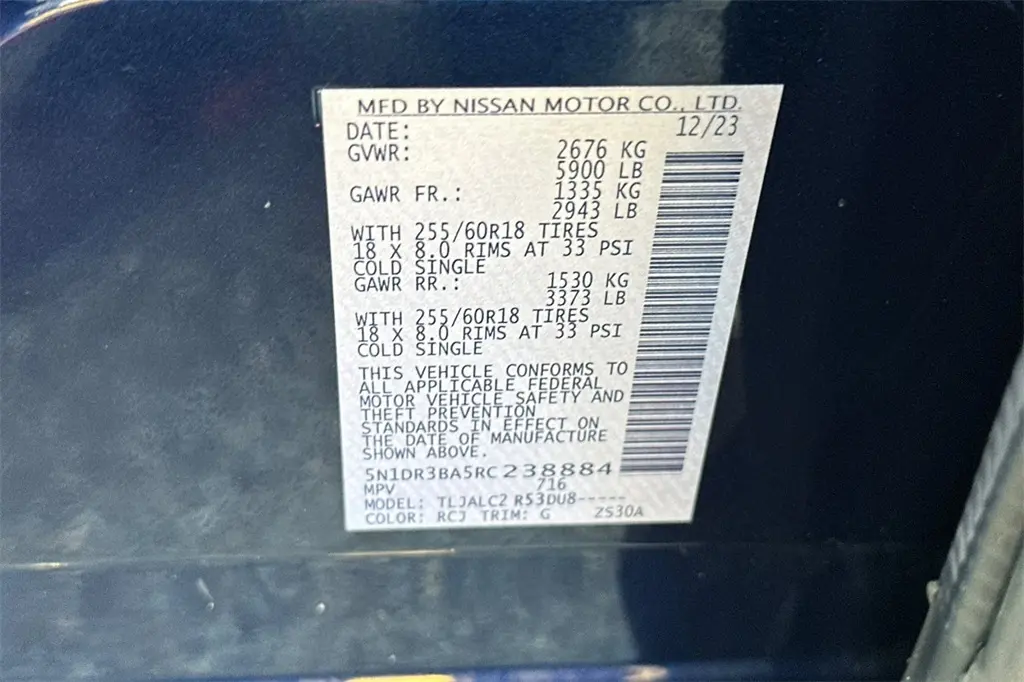 MFD BY NISSAN MOTOR CO., LTD.
DATE: 12/23
GVWR: 2676 KG
5900 LB
GAWR FR.: 1335 KG
2943 LB
WITH 255/60R18 TIRES
18 X 8.0 RIMS AT 33 PSI
COLD SINGLE
GAWR RR.: 1530 KG
3373 LB
WITH 255/60R18 TIRES
18 X 8.0 RIMS AT 33 PSI
COLD SINGLE
THIS VEHICLE CONFORMS TO
ALL APPLICABLE FEDERAL
MOTOR VEHICLE SAFETY AND
THEFT PREVENTION
STANDARDS IN EFFECT ON
THE DATE OF MANUFACTURE
SHOWN ABOVE.
5N1DR3BA5RC238884
MPV 716
MODEL: TLJALC2 R53DU8-----
COLOR: RCJ TRIM: G ZS30A